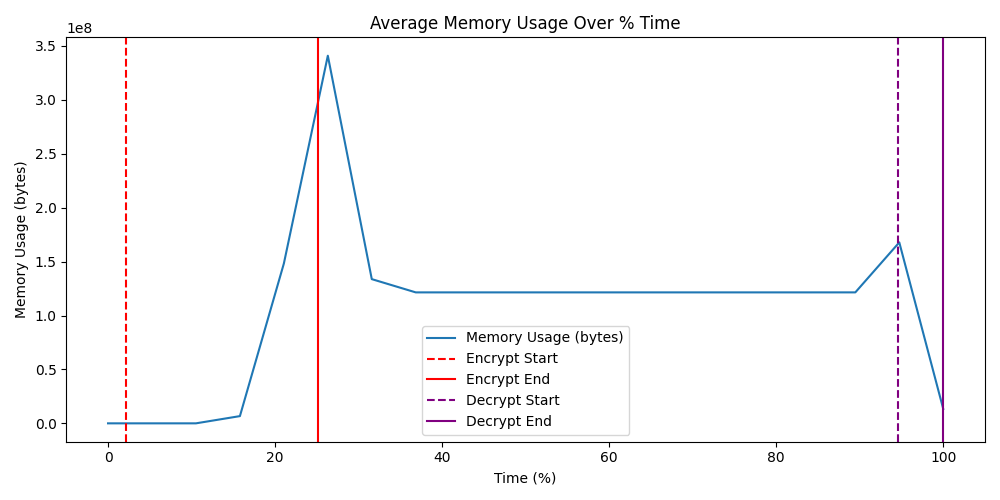 Average Memory Usage Over % Time
1e8
3.5
3.0
2.5
2.0
1.5
1.0
0.5
0.0
Memory Usage (bytes)
Memory Usage (bytes)
Encrypt Start
Encrypt End
Decrypt Start
Decrypt End
0 20 40 60 80 100
Time (%)